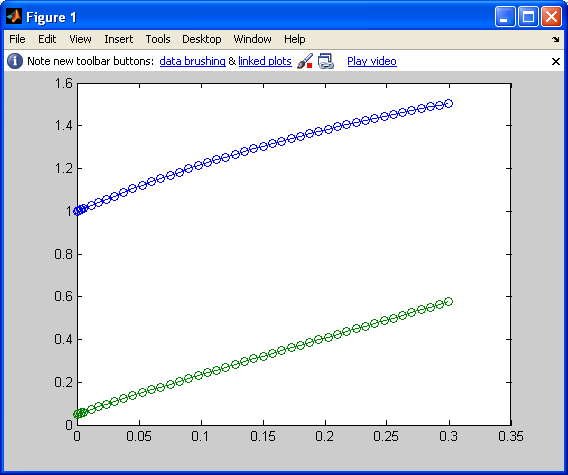 Figure 1
File Edit View Insert Tools Desktop Window Help
Note new toolbar buttons: data brushing & linked plots Play video
1.6
1.4
1.2
1
0.8
0.6
0.4
0.2
0
0 0.05 0.1 0.15 0.2 0.25 0.3 0.35